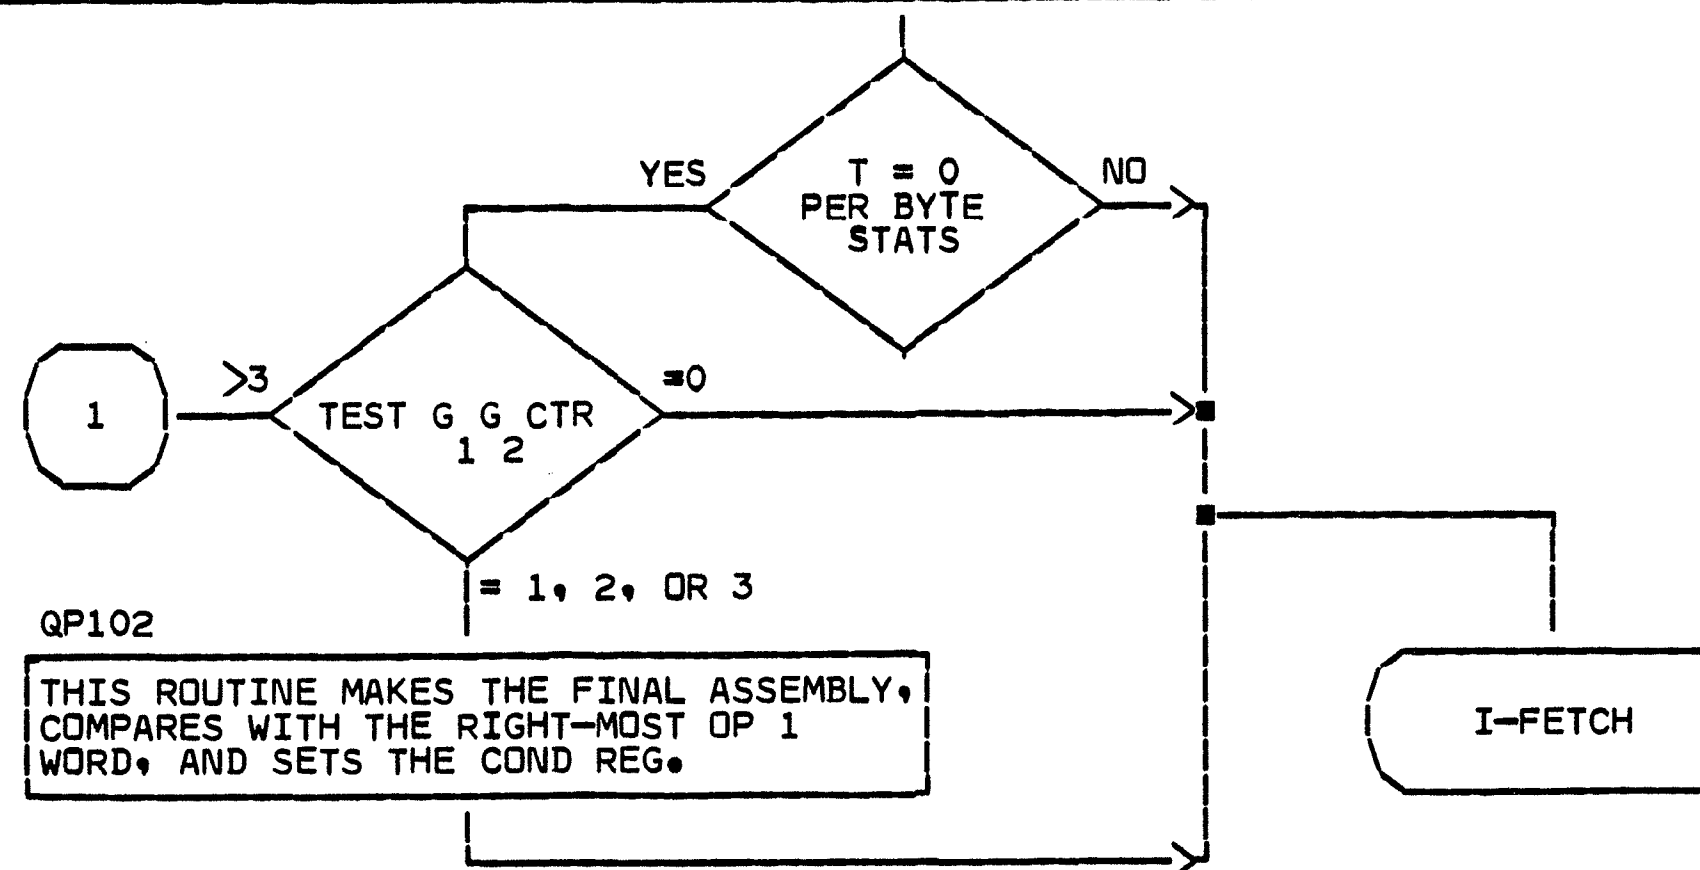 YES
T = 0
NO
PER BYTE
STATS
>3
=0
1
TEST G G CTR
1 2
= 1, 2, OR 3
QP102
THIS ROUTINE MAKES THE FINAL ASSEMBLY,
COMPARES WITH THE RIGHT-MOST OP 1
WORD, AND SETS THE COND REG.
I-FETCH